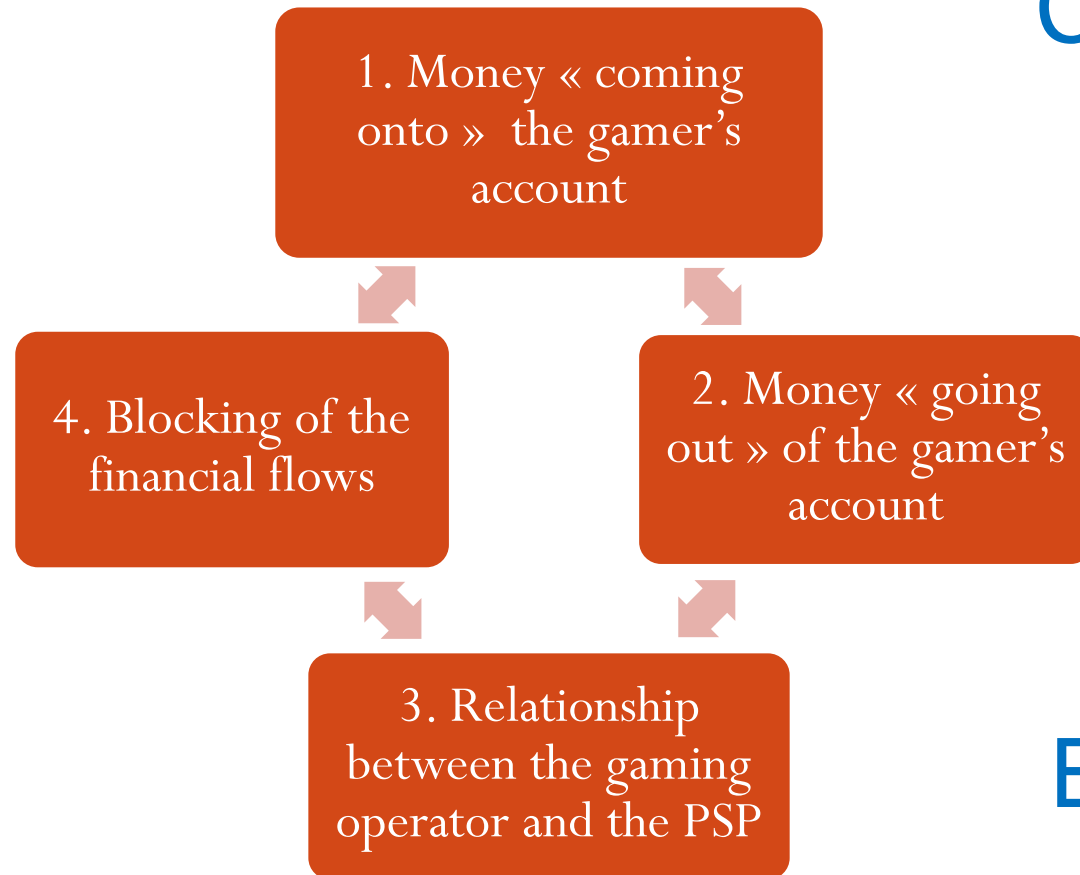 1. Money « coming
onto »  the gamer’s
account
4. Blocking of the
financial flows
2. Money « going
out » of the gamer’s
account
3. Relationship
between the gaming
operator and the PSP